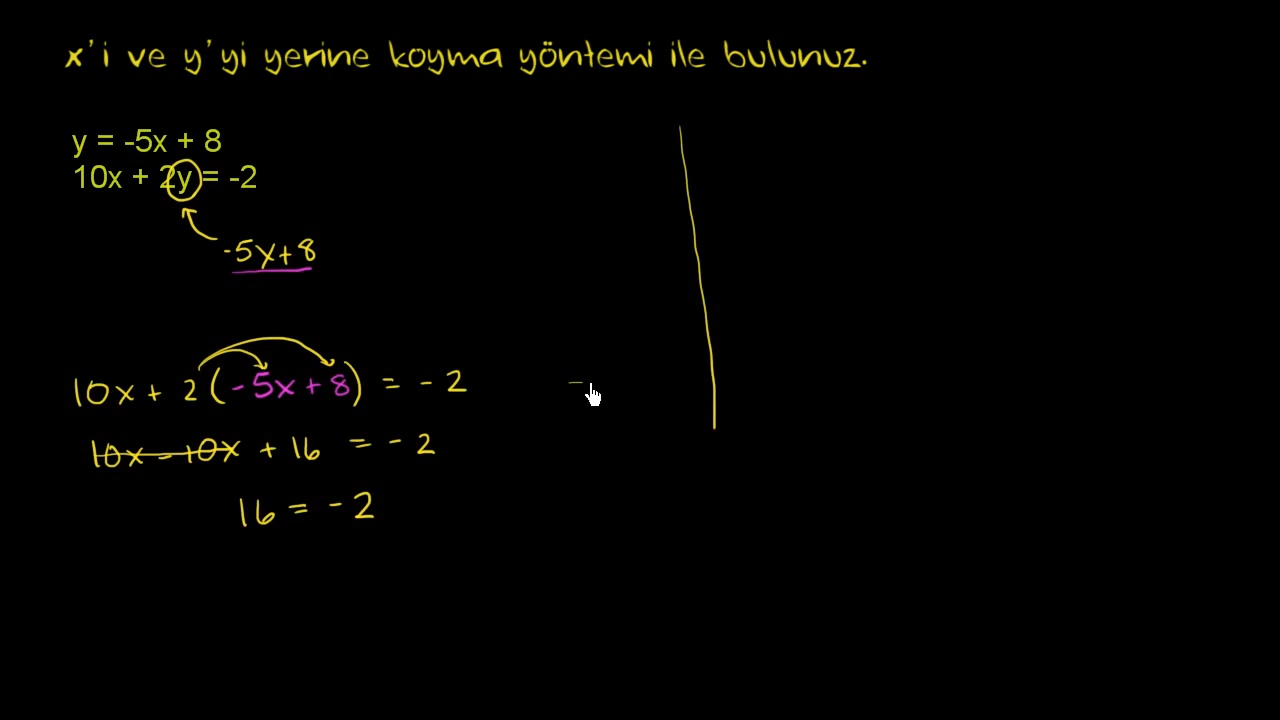 x'i ve y'yi yerine koyma yöntemi ile bulunuz.
y = -5x + 8
10x + 2y = -2
-5x+8
10x + 2(-5x + 8) = -2
10x - 10x + 16 = -2
16 = -2